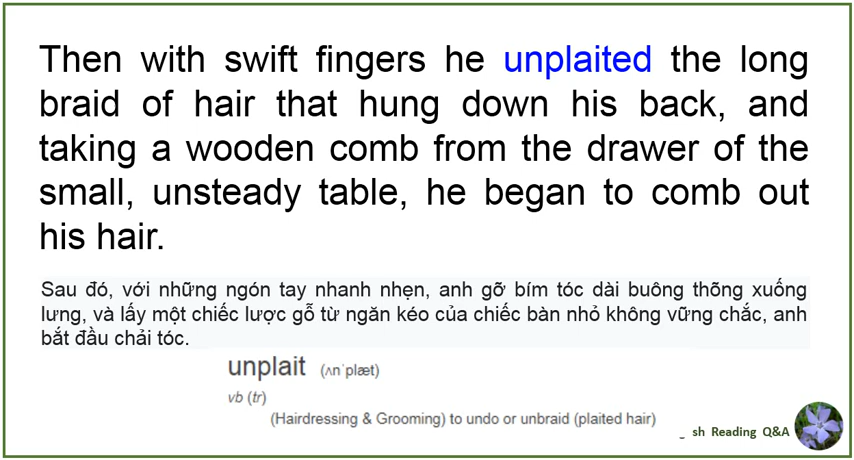 Then with swift fingers he unplaited the long
braid of hair that hung down his back, and
taking a wooden comb from the drawer of the
small, unsteady table, he began to comb out
his hair.
Sau đó, với những ngón tay nhanh nhẹn, anh gỡ bím tóc dài buông thõng xuống
lưng, và lấy một chiếc lược gỗ từ ngăn kéo của chiếc bàn nhỏ không vững chắc, anh
bắt đầu chải tóc.
unplait (ʌnˈplæt)
vb (tr)
(Hairdressing & Grooming) to undo or unbraid (plaited hair)
sh Reading Q&A